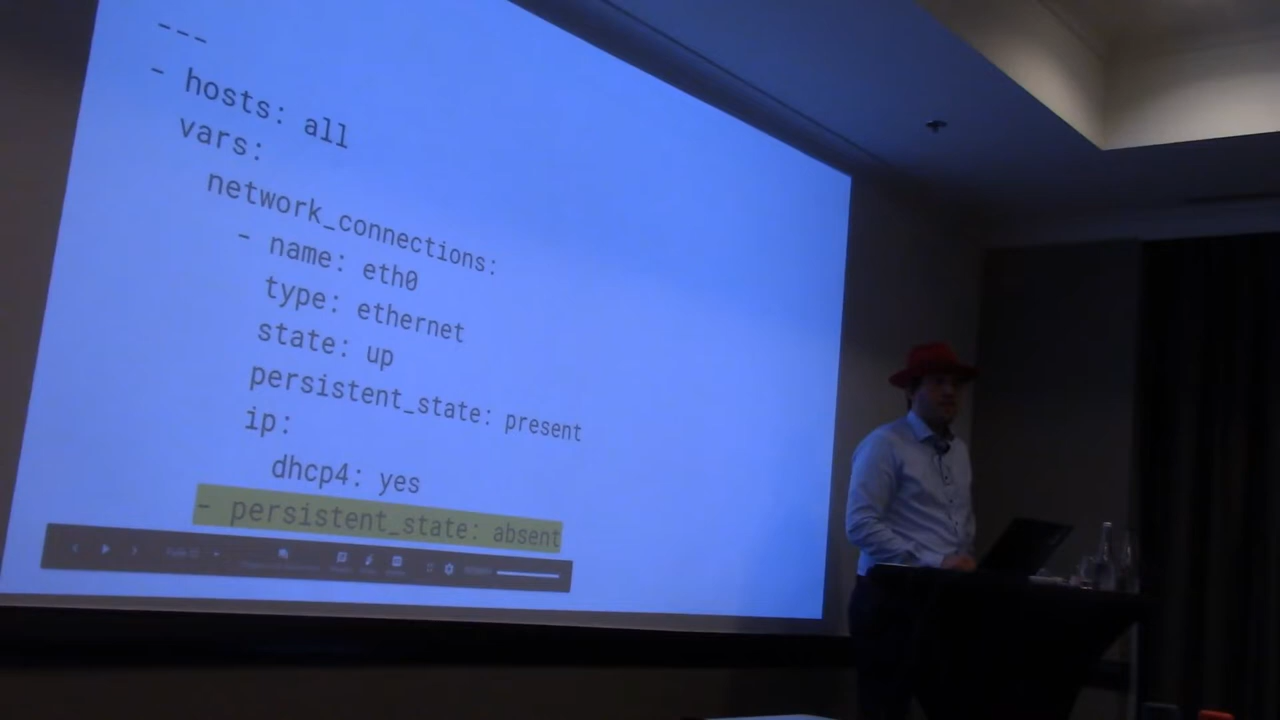 ---
- hosts: all
vars:
network_connections:
- name: eth0
type: ethernet
state: up
persistent_state: present
ip:
dhcp4: yes
- persistent_state: absent